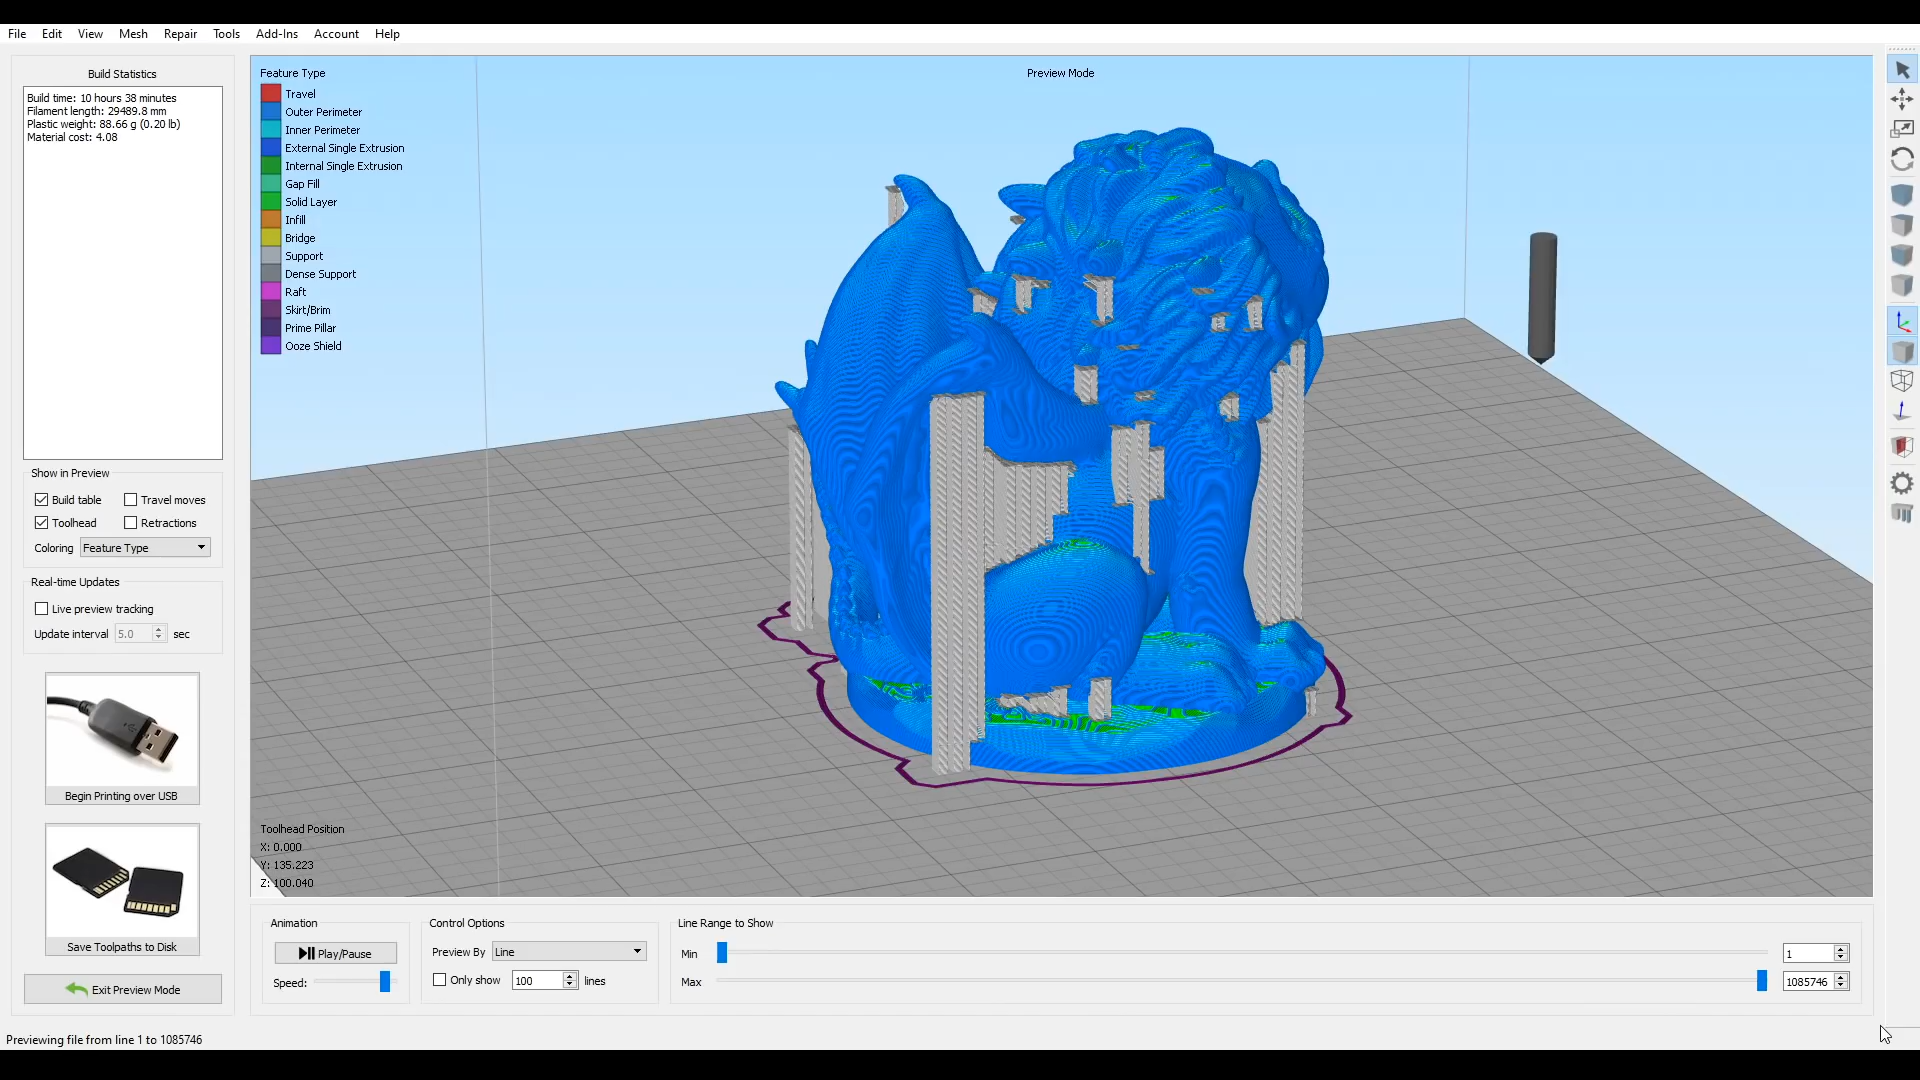 File Edit View Mesh Repair Tools Add-Ins Account Help
Build Statistics
Build time: 10 hours 38 minutes
Filament length: 29489.8 mm
Plastic weight: 88.66 g (0.20 lb)
Material cost: 4.08
Show in Preview
Build table Travel moves
Toolhead Retractions
Coloring Feature Type
Real-time Updates
Live preview tracking
Update interval 5.0 sec
Begin Printing over USB
Save Toolpaths to Disk
Exit Preview Mode
Feature Type
Travel
Outer Perimeter
Inner Perimeter
External Single Extrusion
Internal Single Extrusion
Gap Fill
Solid Layer
Infill
Bridge
Support
Dense Support
Raft
Skirt/Brim
Prime Pillar
Ooze Shield
Preview Mode
Toolhead Position
X: 0.000
Y: 135.223
Z: 100.040
Animation
Play/Pause
Speed:
Control Options
Preview By Line
Only show 100 lines
Line Range to Show
Min 1
Max 1085746
Previewing file from line 1 to 1085746